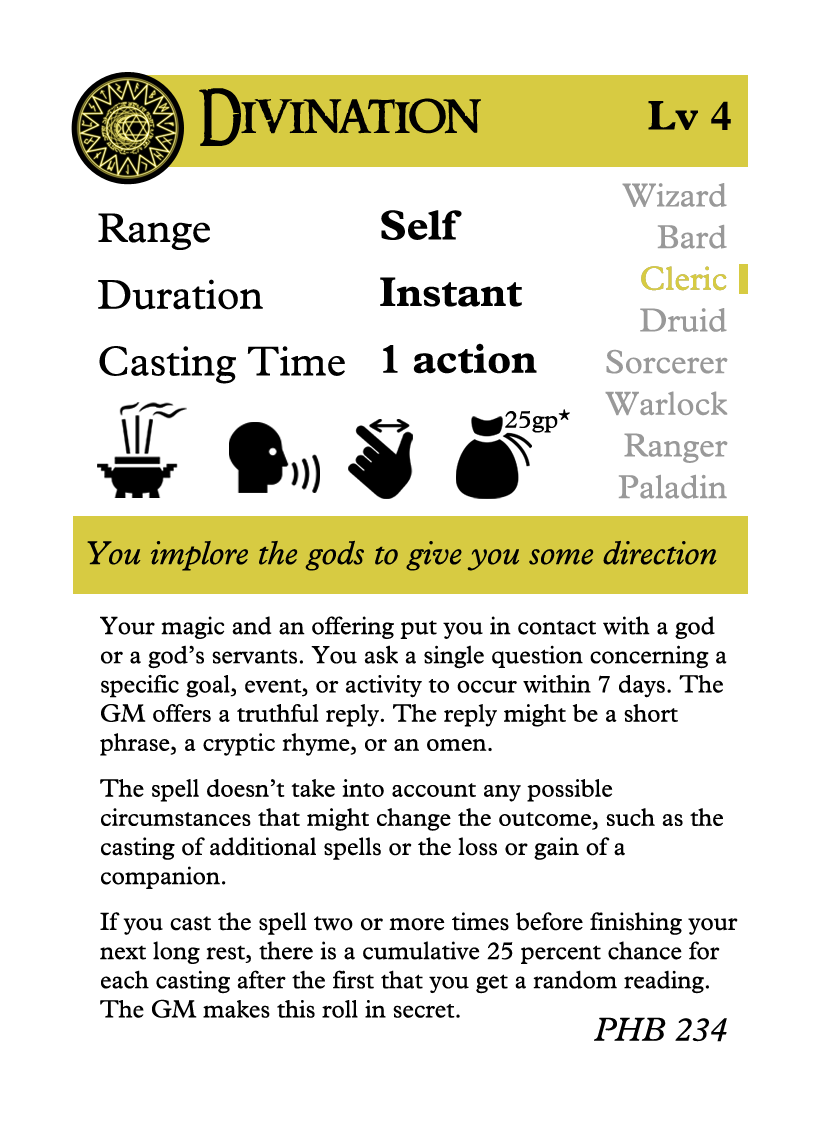 DIVINATION
Lv 4
Range Self
Duration Instant
Casting Time 1 action
Wizard
Bard
Cleric
Druid
Sorcerer
Warlock
Ranger
Paladin
25gp*
You implore the gods to give you some direction
Your magic and an offering put you in contact with a god
or a god’s servants. You ask a single question concerning a
specific goal, event, or activity to occur within 7 days. The
GM offers a truthful reply. The reply might be a short
phrase, a cryptic rhyme, or an omen.
The spell doesn’t take into account any possible
circumstances that might change the outcome, such as the
casting of additional spells or the loss or gain of a
companion.
If you cast the spell two or more times before finishing your
next long rest, there is a cumulative 25 percent chance for
each casting after the first that you get a random reading.
The GM makes this roll in secret.
PHB 234